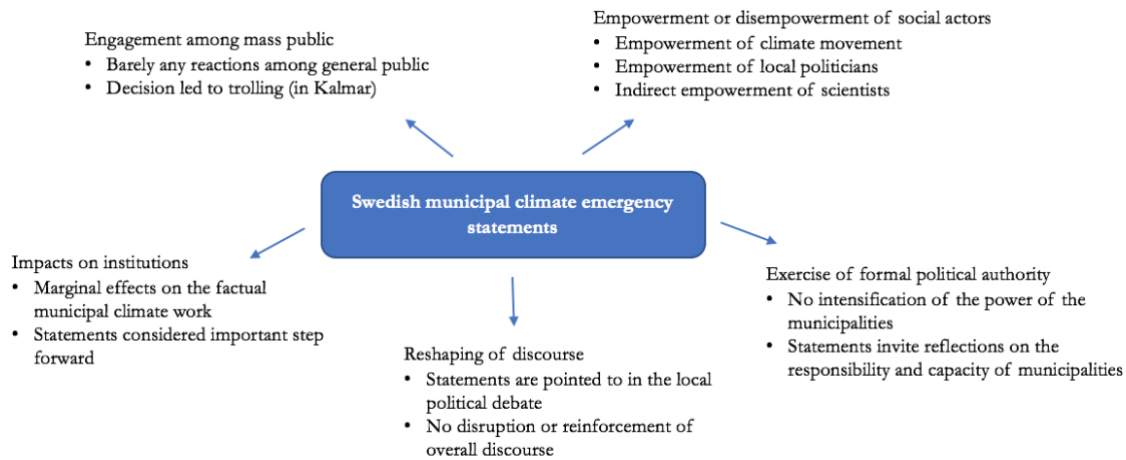 Engagement among mass public
• Barely any reactions among general public
• Decision led to trolling (in Kalmar)
Empowerment or disempowerment of social actors
• Empowerment of climate movement
• Empowerment of local politicians
• Indirect empowerment of scientists
Swedish municipal climate emergency
statements
Impacts on institutions
• Marginal effects on the factual
municipal climate work
• Statements considered important step
forward
Reshaping of discourse
• Statements are pointed to in the local
political debate
• No disruption or reinforcement of
overall discourse
Exercise of formal political authority
• No intensification of the power of the
municipalities
• Statements invite reflections on the
responsibility and capacity of municipalities